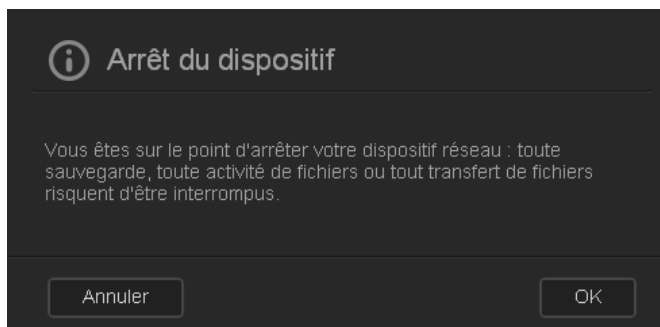 Arrêt du dispositif
Vous êtes sur le point d'arrêter votre dispositif réseau : toute
sauvegarde, toute activité de fichiers ou tout transfert de fichiers
risquent d'être interrompus.
Annuler
OK